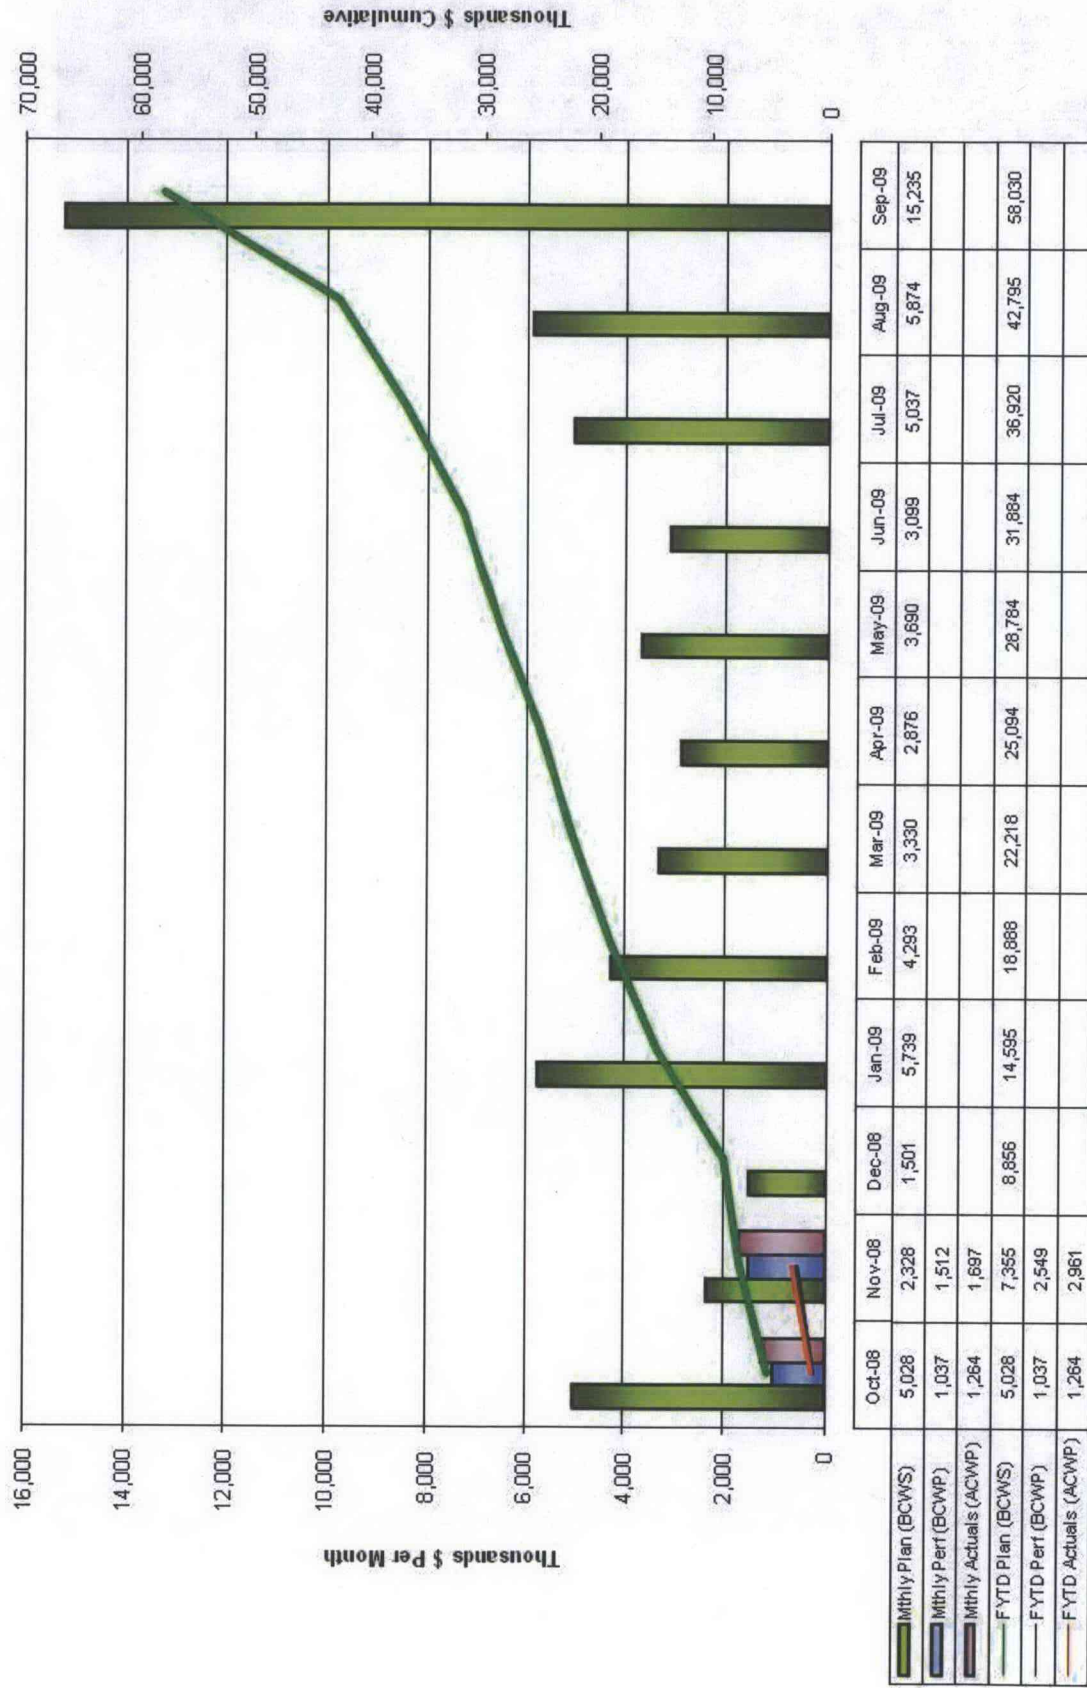 Thousands $ Cumulative
70,000
60,000
50,000
40,000
30,000
20,000
10,000
0
16,000
14,000
12,000
10,000
8,000
6,000
4,000
2,000
0
Thousands $ Per Month
Oct-08 Nov-08 Dec-08 Jan-09 Feb-09 Mar-09 Apr-09 May-09 Jun-09 Jul-09 Aug-09 Sep-09
Mthly Plan (BCWS) 5,028 2,328 1,501 5,739 4,293 3,330 2,876 3,690 3,099 5,037 5,874 15,235
Mthly Perf (BCWP) 1,037 1,512
Mthly Actuals (ACWP) 1,264 1,697
FYTD Plan (BCWS) 5,028 7,355 8,856 14,595 18,888 22,218 25,094 28,784 31,884 36,920 42,795 58,030
FYTD Perf (BCWP) 1,037 2,549
FYTD Actuals (ACWP) 1,264 2,961